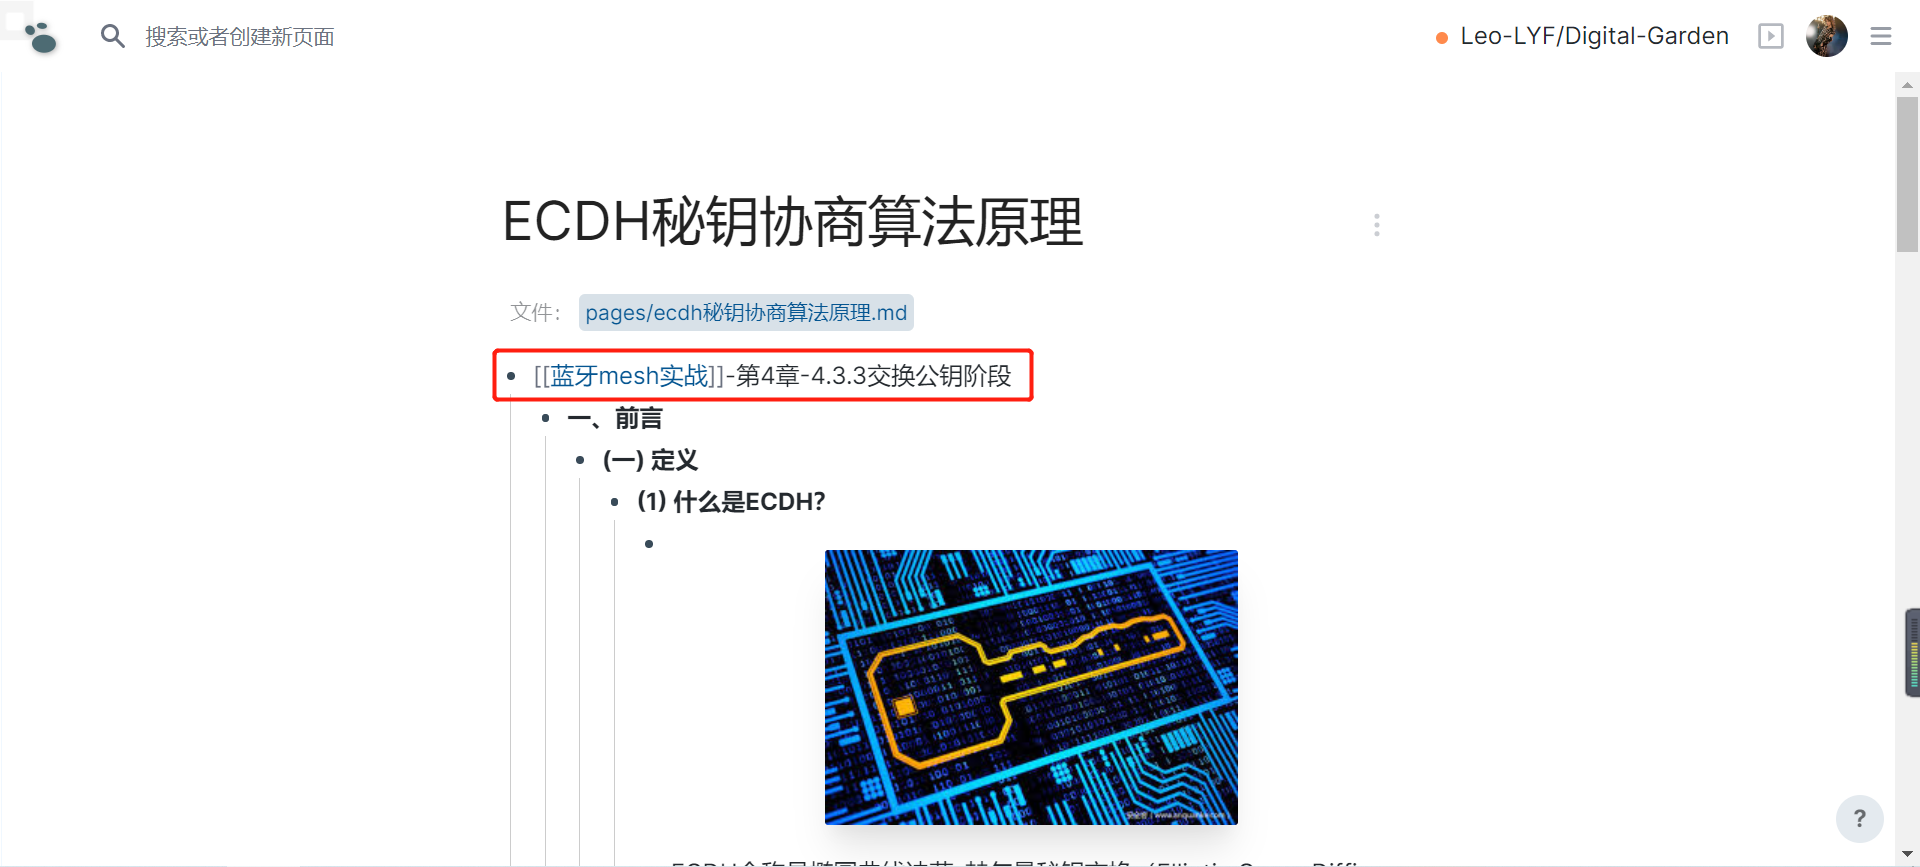 搜索或者创建新页面
Leo-LYF/Digital-Garden
ECDH秘钥协商算法原理
文件: pages/ecdh秘钥协商算法原理.md
[[蓝牙mesh实战]]-第4章-4.3.3交换公钥阶段
一、前言
(一) 定义
(1) 什么是ECDH?
?